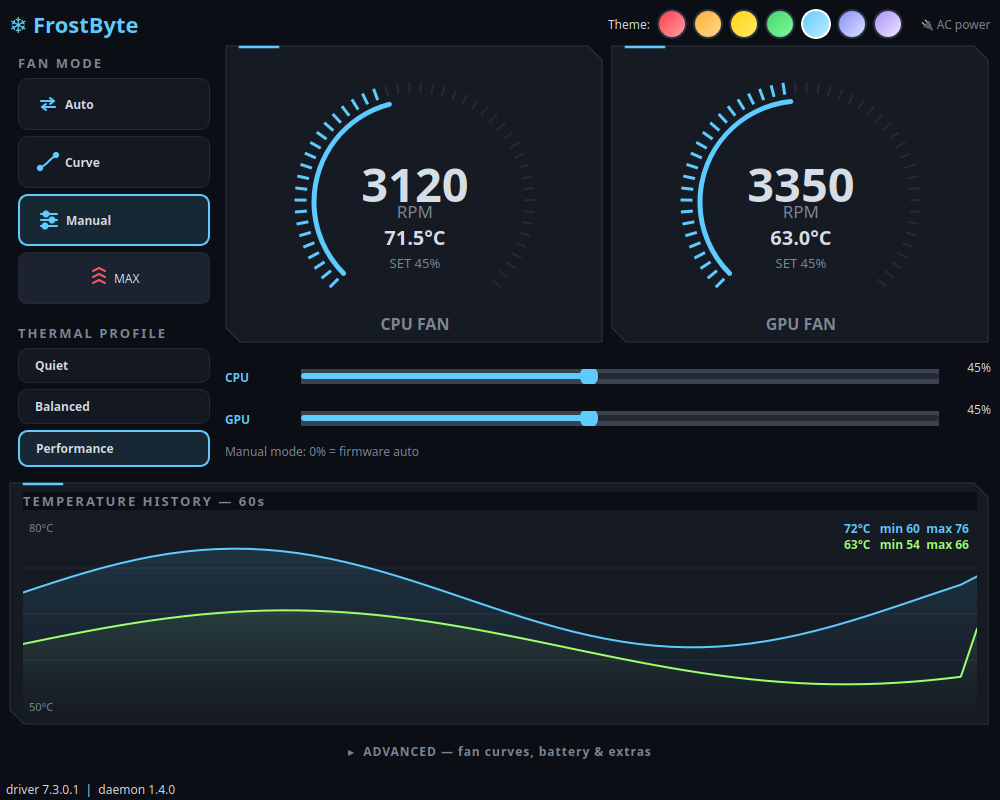 ❄ FrostByte
Theme:
AC power
FAN MODE
Auto
Curve
Manual
MAX
THERMAL PROFILE
Quiet
Balanced
Performance
3120
RPM
71.5°C
SET 45%
CPU FAN
3350
RPM
63.0°C
SET 45%
GPU FAN
CPU
45%
GPU
45%
Manual mode: 0% = firmware auto
TEMPERATURE HISTORY — 60s
80°C
72°C min 60 max 76
63°C min 54 max 66
50°C
▸ ADVANCED — fan curves, battery & extras
driver 7.3.0.1 | daemon 1.4.0